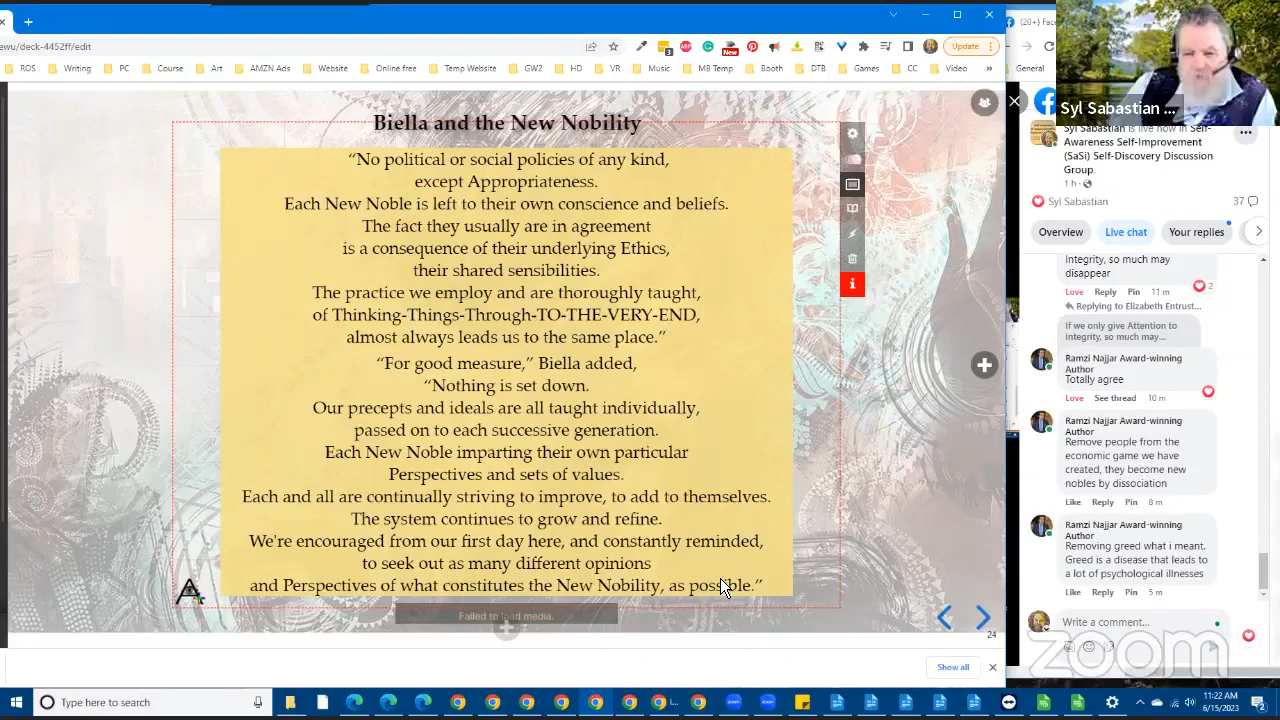 ewu/deck-4452ff/edit
Update
(20+) Fac
ROS
Writing
PC
Course
Art
AMZN Ads
Website
Online free
Temp Website
GW2
HD
VR
Music
MB Temp
Booth
DTB
Games
CC
Video
»
General
Biella and the New Nobility
“No political or social policies of any kind,
except Appropriateness.
Each New Noble is left to their own conscience and beliefs.
The fact they usually are in agreement
is a consequence of their underlying Ethics,
their shared sensibilities.
The practice we employ and are thoroughly taught,
of Thinking-Things-Through-TO-THE-VERY-END,
almost always leads us to the same place.”
“For good measure,” Biella added,
“Nothing is set down.
Our precepts and ideals are all taught individually,
passed on to each successive generation.
Each New Noble imparting their own particular
Perspectives and sets of values.
Each and all are continually striving to improve, to add to themselves.
The system continues to grow and refine.
We're encouraged from our first day here, and constantly reminded,
to seek out as many different opinions
and Perspectives of what constitutes the New Nobility, as possible.”
Failed to load media.
24
Show all
Syl Sabastian ...
Syl Sabastian is live now in Self-
Awareness Self-Improvement
(SaSi) Self-Discovery Discussion
Group.
1 h
Syl Sabastian
37
Overview
Live chat
Your replies
Integrity, so much may
disappear
2
Love Reply Pin 11 m
Replying to Elizabeth Entrust...
If we only give Attention to
integrity, so much may...
Ramzi Najjar Award-winning
Author
Totally agree
Love See thread 10 m
Ramzi Najjar Award-winning
Author
Remove people from the
economic game we have
created, they become new
nobles by dissociation
Like Reply Pin 8 m
Ramzi Najjar Award-winning
Author
Removing greed what i meant.
Greed is a disease that leads to
a lot of psychological illnesses
Like Reply Pin 5 m
Write a comment...
zoom
Type here to search
11:22 AM
6/15/2023